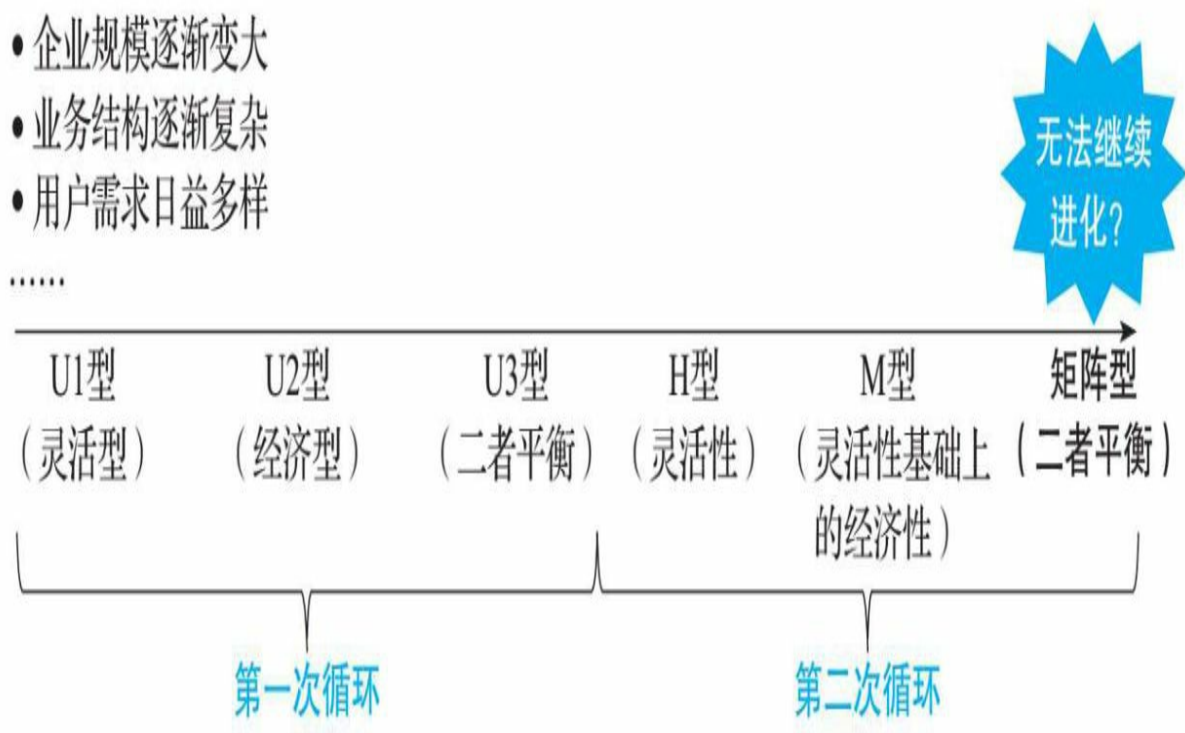 • 企业规模逐渐变大
• 业务结构逐渐复杂
• 用户需求日益多样
……
无法继续
进化？
U1型
（灵活型）
U2型
（经济型）
U3型
（二者平衡）
H型
（灵活性）
M型
（灵活性基础上
的经济性）
矩阵型
（二者平衡）
第一次循环
第二次循环